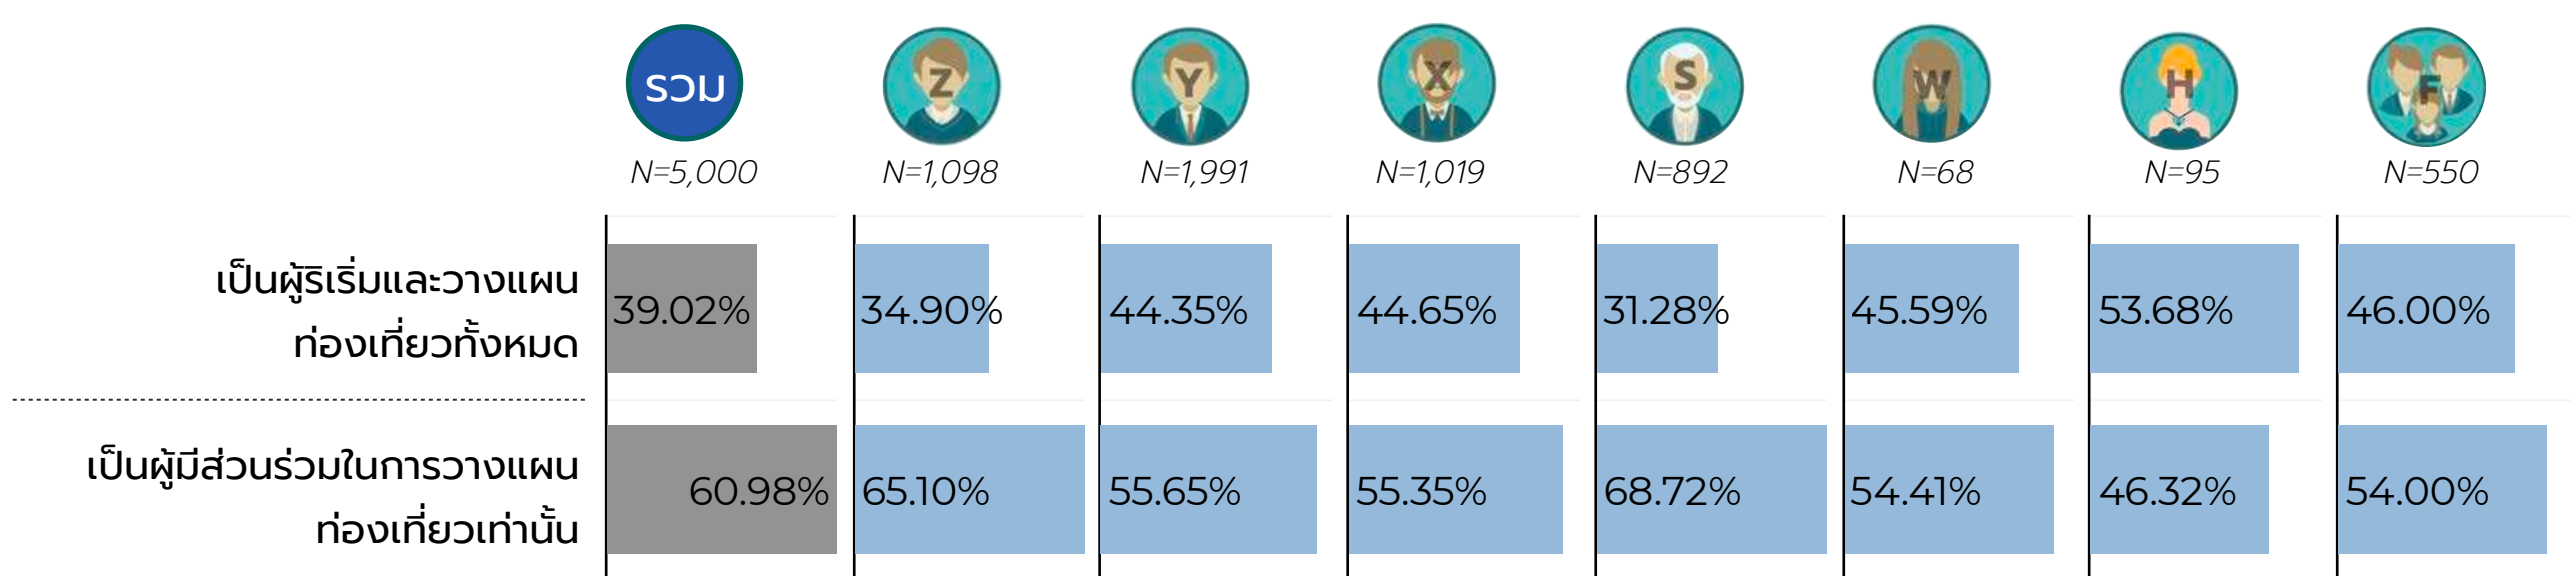 รวม Z Y X S W H F
N=5,000 N=1,098 N=1,991 N=1,019 N=892 N=68 N=95 N=550
เป็นผู้ริเริ่มและวางแผน
ท่องเที่ยวทั้งหมด
39.02% 34.90% 44.35% 44.65% 31.28% 45.59% 53.68% 46.00%
เป็นผู้มีส่วนร่วมในการวางแผน
ท่องเที่ยวเท่านั้น
60.98% 65.10% 55.65% 55.35% 68.72% 54.41% 46.32% 54.00%